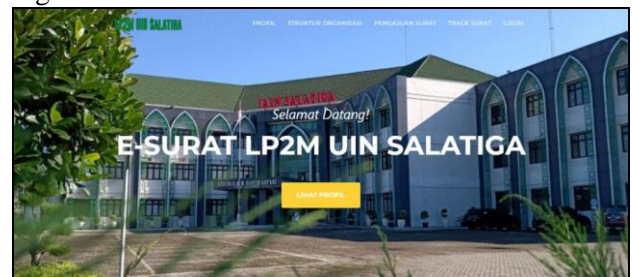 LP2M UIN SALATIGA
PROFIL STRUKTUR ORGANISASI PENGAJUAN SURAT TRACK SURAT LOGIN
IAIN SALATIGA
Selamat Datang!
E-SURAT LP2M UIN SALATIGA
LIHAT PROFIL